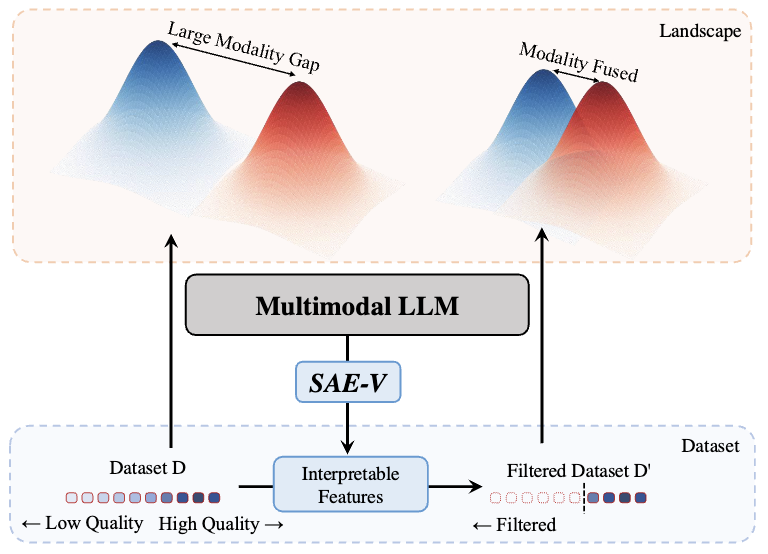 Landscape
Large Modality Gap
Modality Fused
Multimodal LLM
SAE-V
Dataset
Dataset D
Interpretable
Features
Filtered Dataset D'
← Low Quality High Quality →
← Filtered